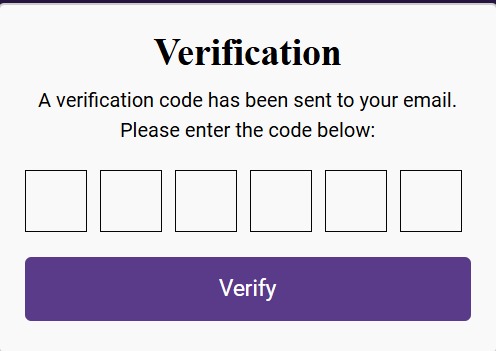 Verification
A verification code has been sent to your email.
Please enter the code below:
Verify